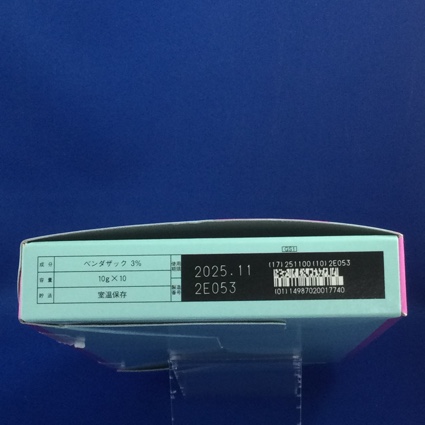 成分 ベンダザック 3%
容量 10g×10
貯法 室温保存
使用期限 2025.11
製造番号 2E053
(17)251100(10)2E053
(01)14987020017740